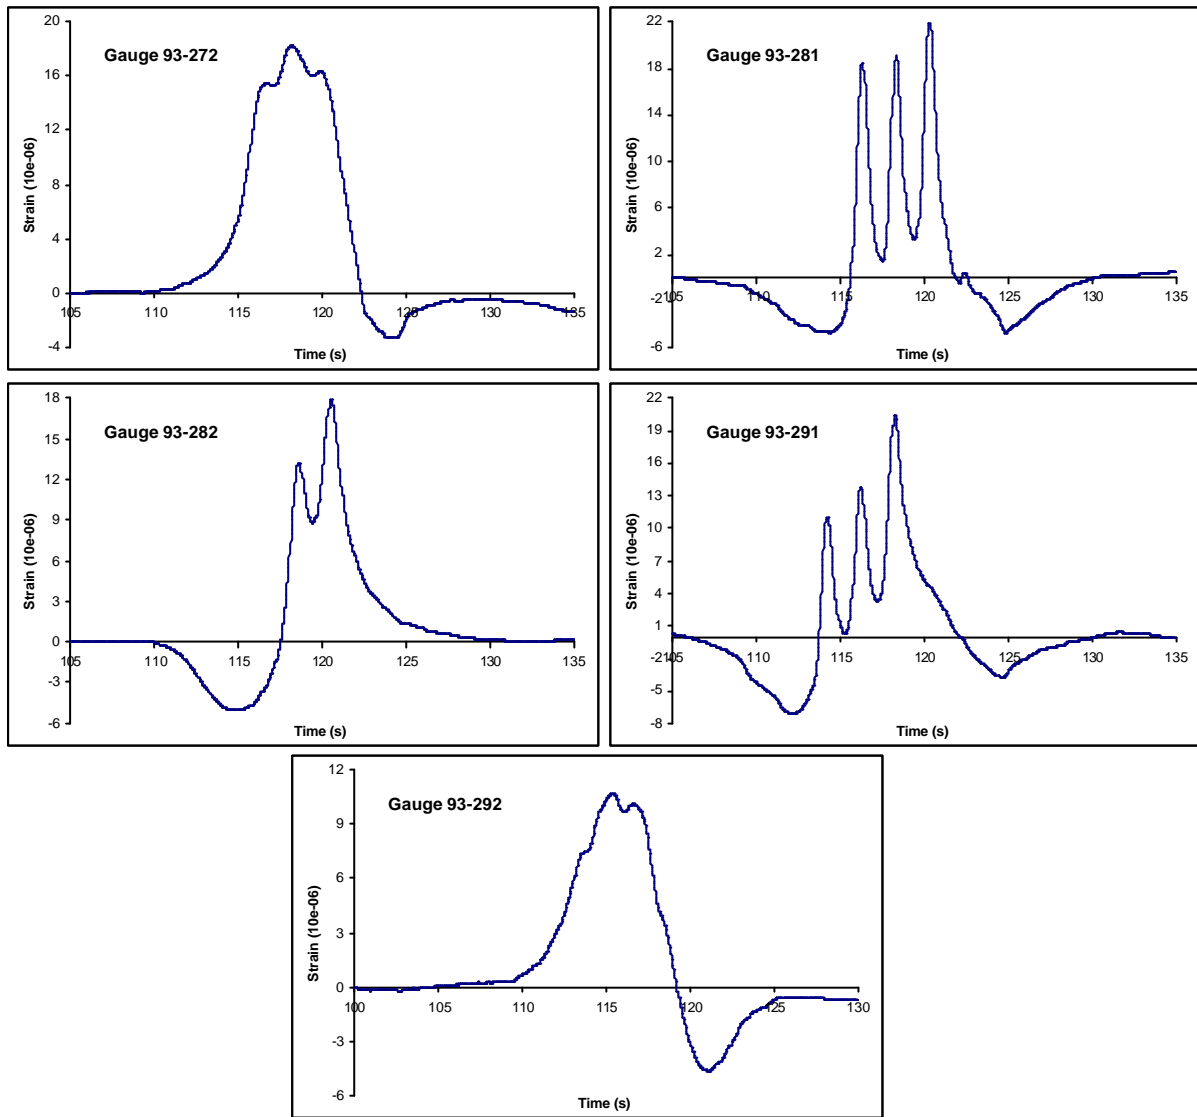 Gauge 93-272
20
16
12
8
4
0
-4
105 110 115 120 125 130 135
Strain (10e-06)
Time (s)
Gauge 93-281
22
18
14
10
6
2
-2
-6
105 110 115 120 125 130 135
Strain (10e-06)
Time (s)
Gauge 93-282
18
15
12
9
6
3
0
-3
-6
105 110 115 120 125 130 135
Strain (10e-06)
Time (s)
Gauge 93-291
22
19
16
13
10
7
4
1
-2
-5
-8
105 110 115 120 125 130 135
Strain (10e-06)
Time (s)
Gauge 93-292
12
9
6
3
0
-3
-6
100 105 110 115 120 125 130
Strain (10e-06)
Time (s)